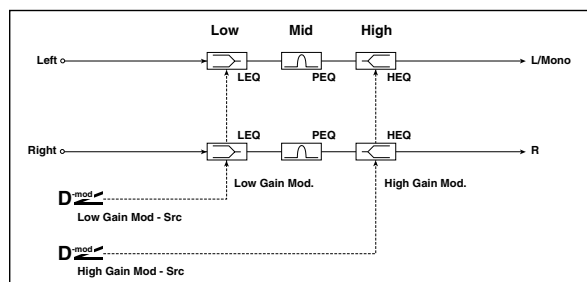 Low Mid High
Left L/Mono
LEQ PEQ HEQ
LEQ PEQ HEQ
Right R
Low Gain Mod. High Gain Mod.
D-mod
Low Gain Mod - Src
D-mod
High Gain Mod - Src